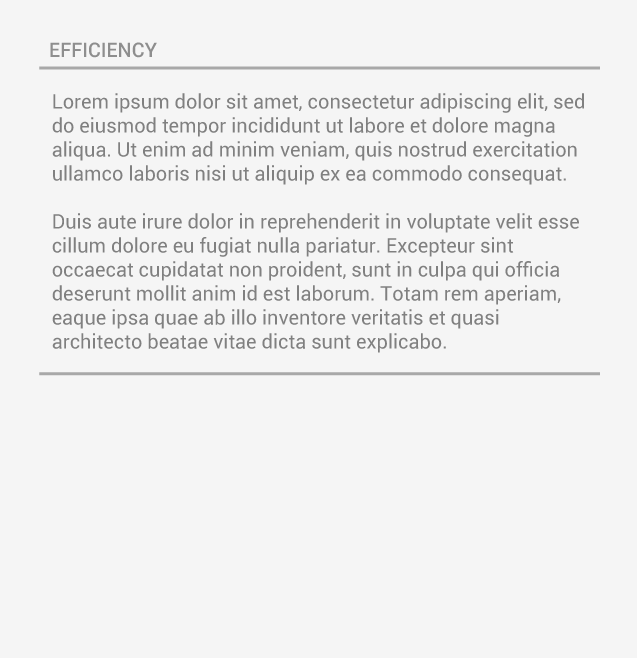 EFFICIENCY
Lorem ipsum dolor sit amet, consectetur adipiscing elit, sed
do eiusmod tempor incididunt ut labore et dolore magna
aliqua. Ut enim ad minim veniam, quis nostrud exercitation
ullamco laboris nisi ut aliquip ex ea commodo consequat.
Duis aute irure dolor in reprehenderit in voluptate velit esse
cillum dolore eu fugiat nulla pariatur. Excepteur sint
occaecat cupidatat non proident, sunt in culpa qui officia
deserunt mollit anim id est laborum. Totam rem aperiam,
eaque ipsa quae ab illo inventore veritatis et quasi
architecto beatae vitae dicta sunt explicabo.